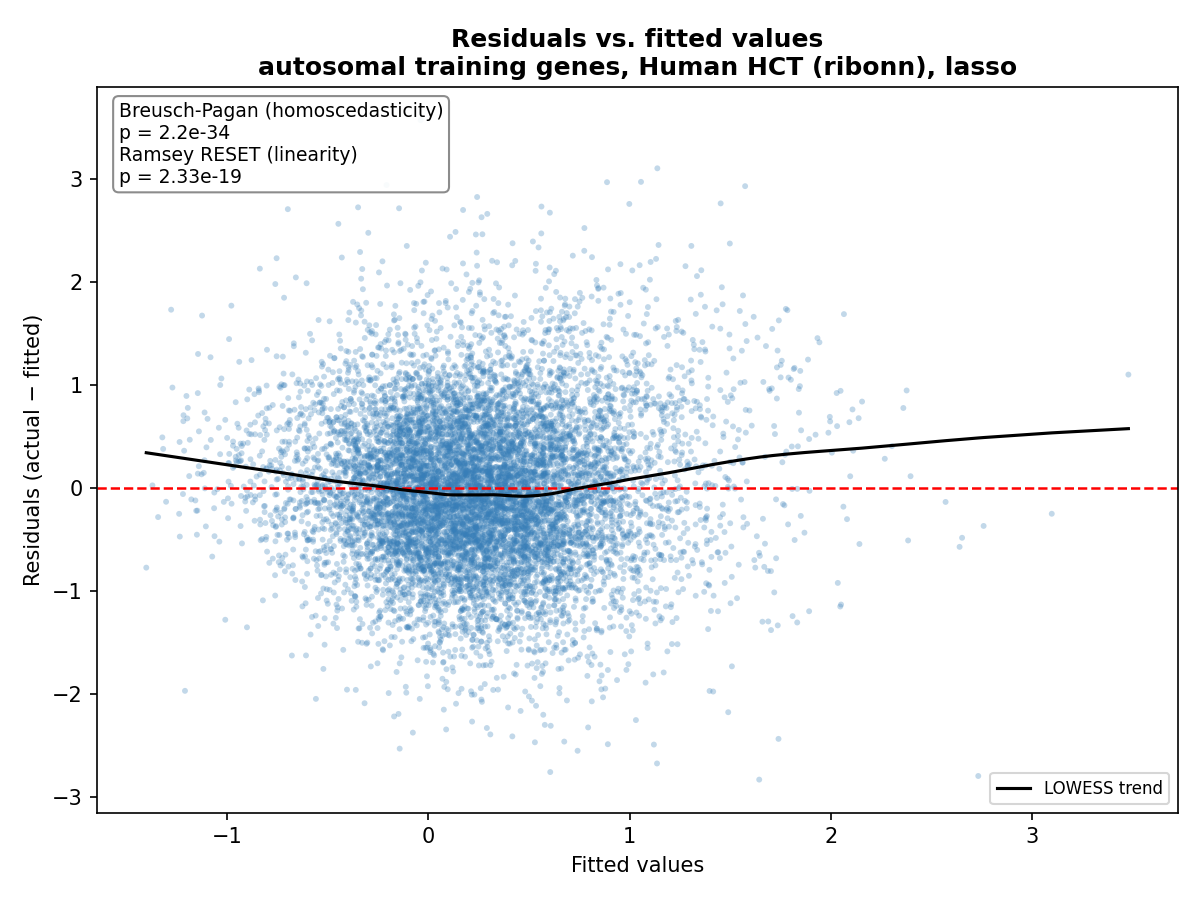 Residuals vs. fitted values
autosomal training genes, Human HCT (ribonn), lasso
Breusch-Pagan (homoscedasticity)
p = 2.2e-34
Ramsey RESET (linearity)
p = 2.33e-19
3
2
1
0
−1
−2
−3
Residuals (actual − fitted)
LOWESS trend
−1
0
1
2
3
Fitted values